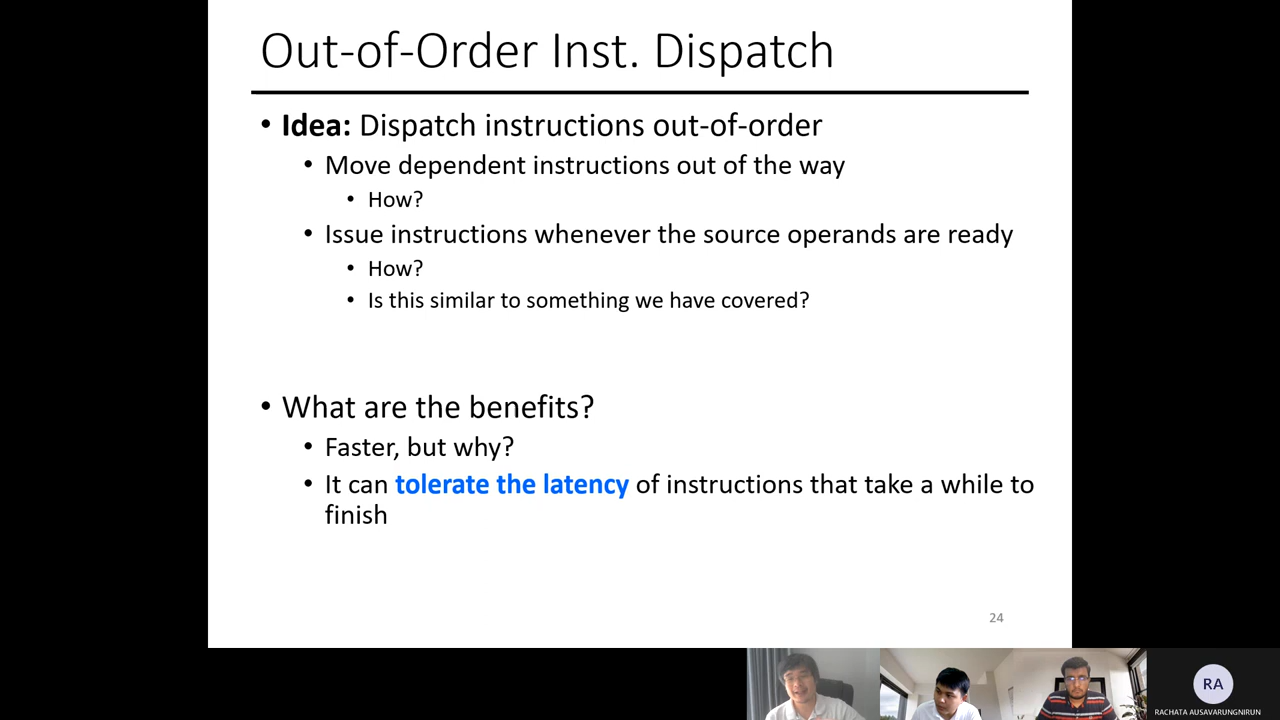 Out-of-Order Inst. Dispatch
• Idea: Dispatch instructions out-of-order
• Move dependent instructions out of the way
• How?
• Issue instructions whenever the source operands are ready
• How?
• Is this similar to something we have covered?
• What are the benefits?
• Faster, but why?
• It can tolerate the latency of instructions that take a while to
finish
24
RA
RACHATA AUSAVARUNGNIRUN